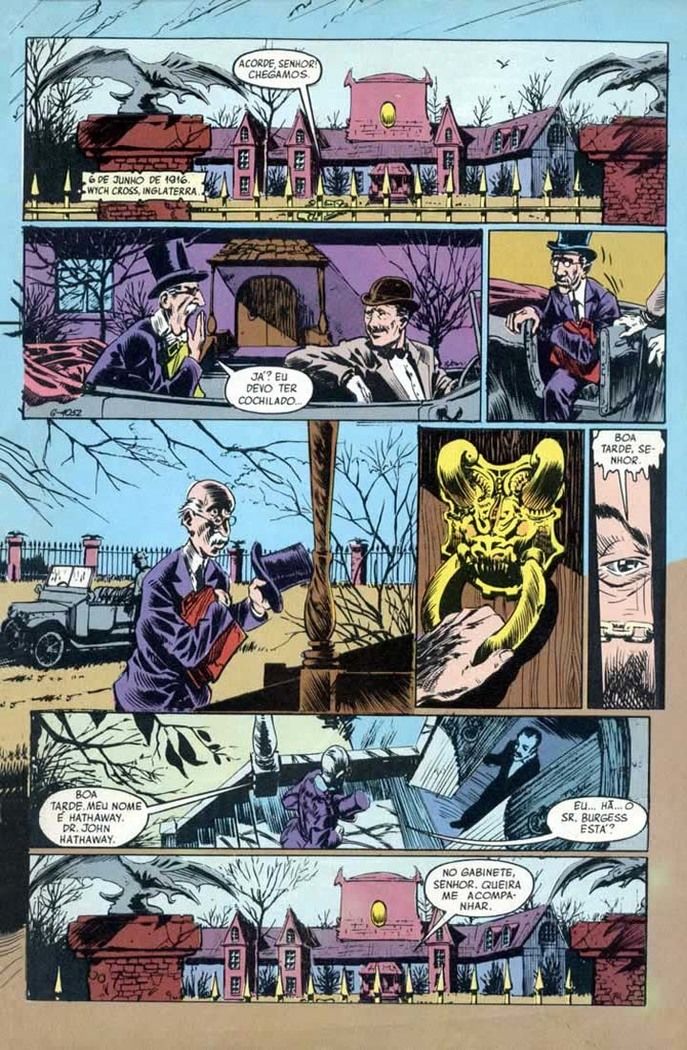 ACORDE, SENHOR!
CHEGAMOS.
6 DE JUNHO DE 1916.
WYCH CROSS, INGLATERRA.
JÁ? EU
DEVO TER
COCHILADO...
G-4052
BOA
TARDE, SE-
NHOR.
BOA
TARDE. MEU NOME
É HATHAWAY.
DR. JOHN
HATHAWAY.
EU... HÃ... O
SR. BURGESS
ESTÁ?
NO GABINETE,
SENHOR. QUEIRA
ME ACOMPA-
NHAR.